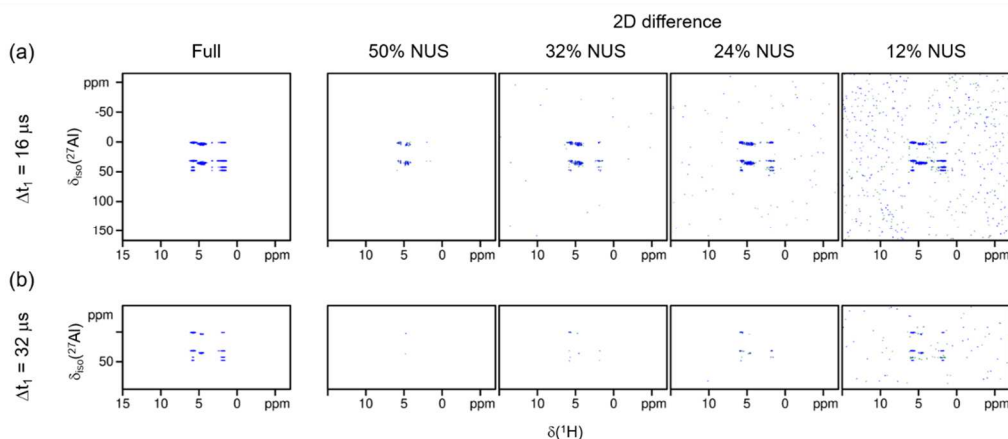 2D difference
(a) Full 50% NUS 32% NUS 24% NUS 12% NUS
Δt₁ = 16 µs
δiso(²⁷Al)
ppm
-50
0
50
100
150
15 10 5 0 ppm 10 5 0 ppm 10 5 0 ppm 10 5 0 ppm 10 5 0 ppm
(b)
Δt₁ = 32 µs
δiso(²⁷Al)
ppm
50
15 10 5 0 ppm 10 5 0 ppm 10 5 0 ppm 10 5 0 ppm 10 5 0 ppm
δ(¹H)